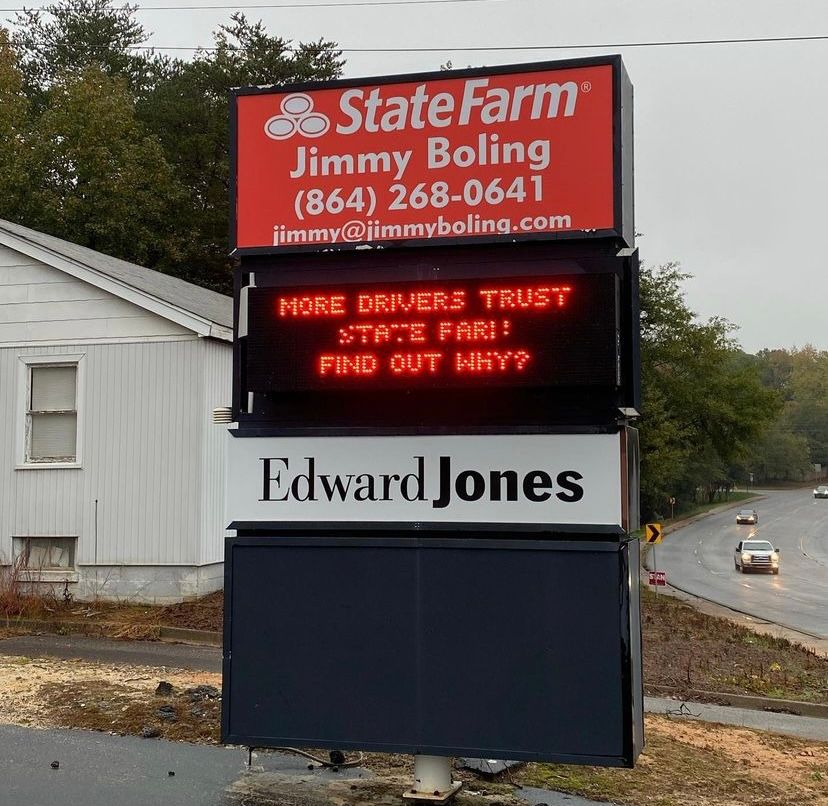 StateFarm®
Jimmy Boling
(864) 268-0641
jimmy@jimmyboling.com
MORE DRIVERS TRUST
STATE FARM
FIND OUT WHY?
Edward Jones